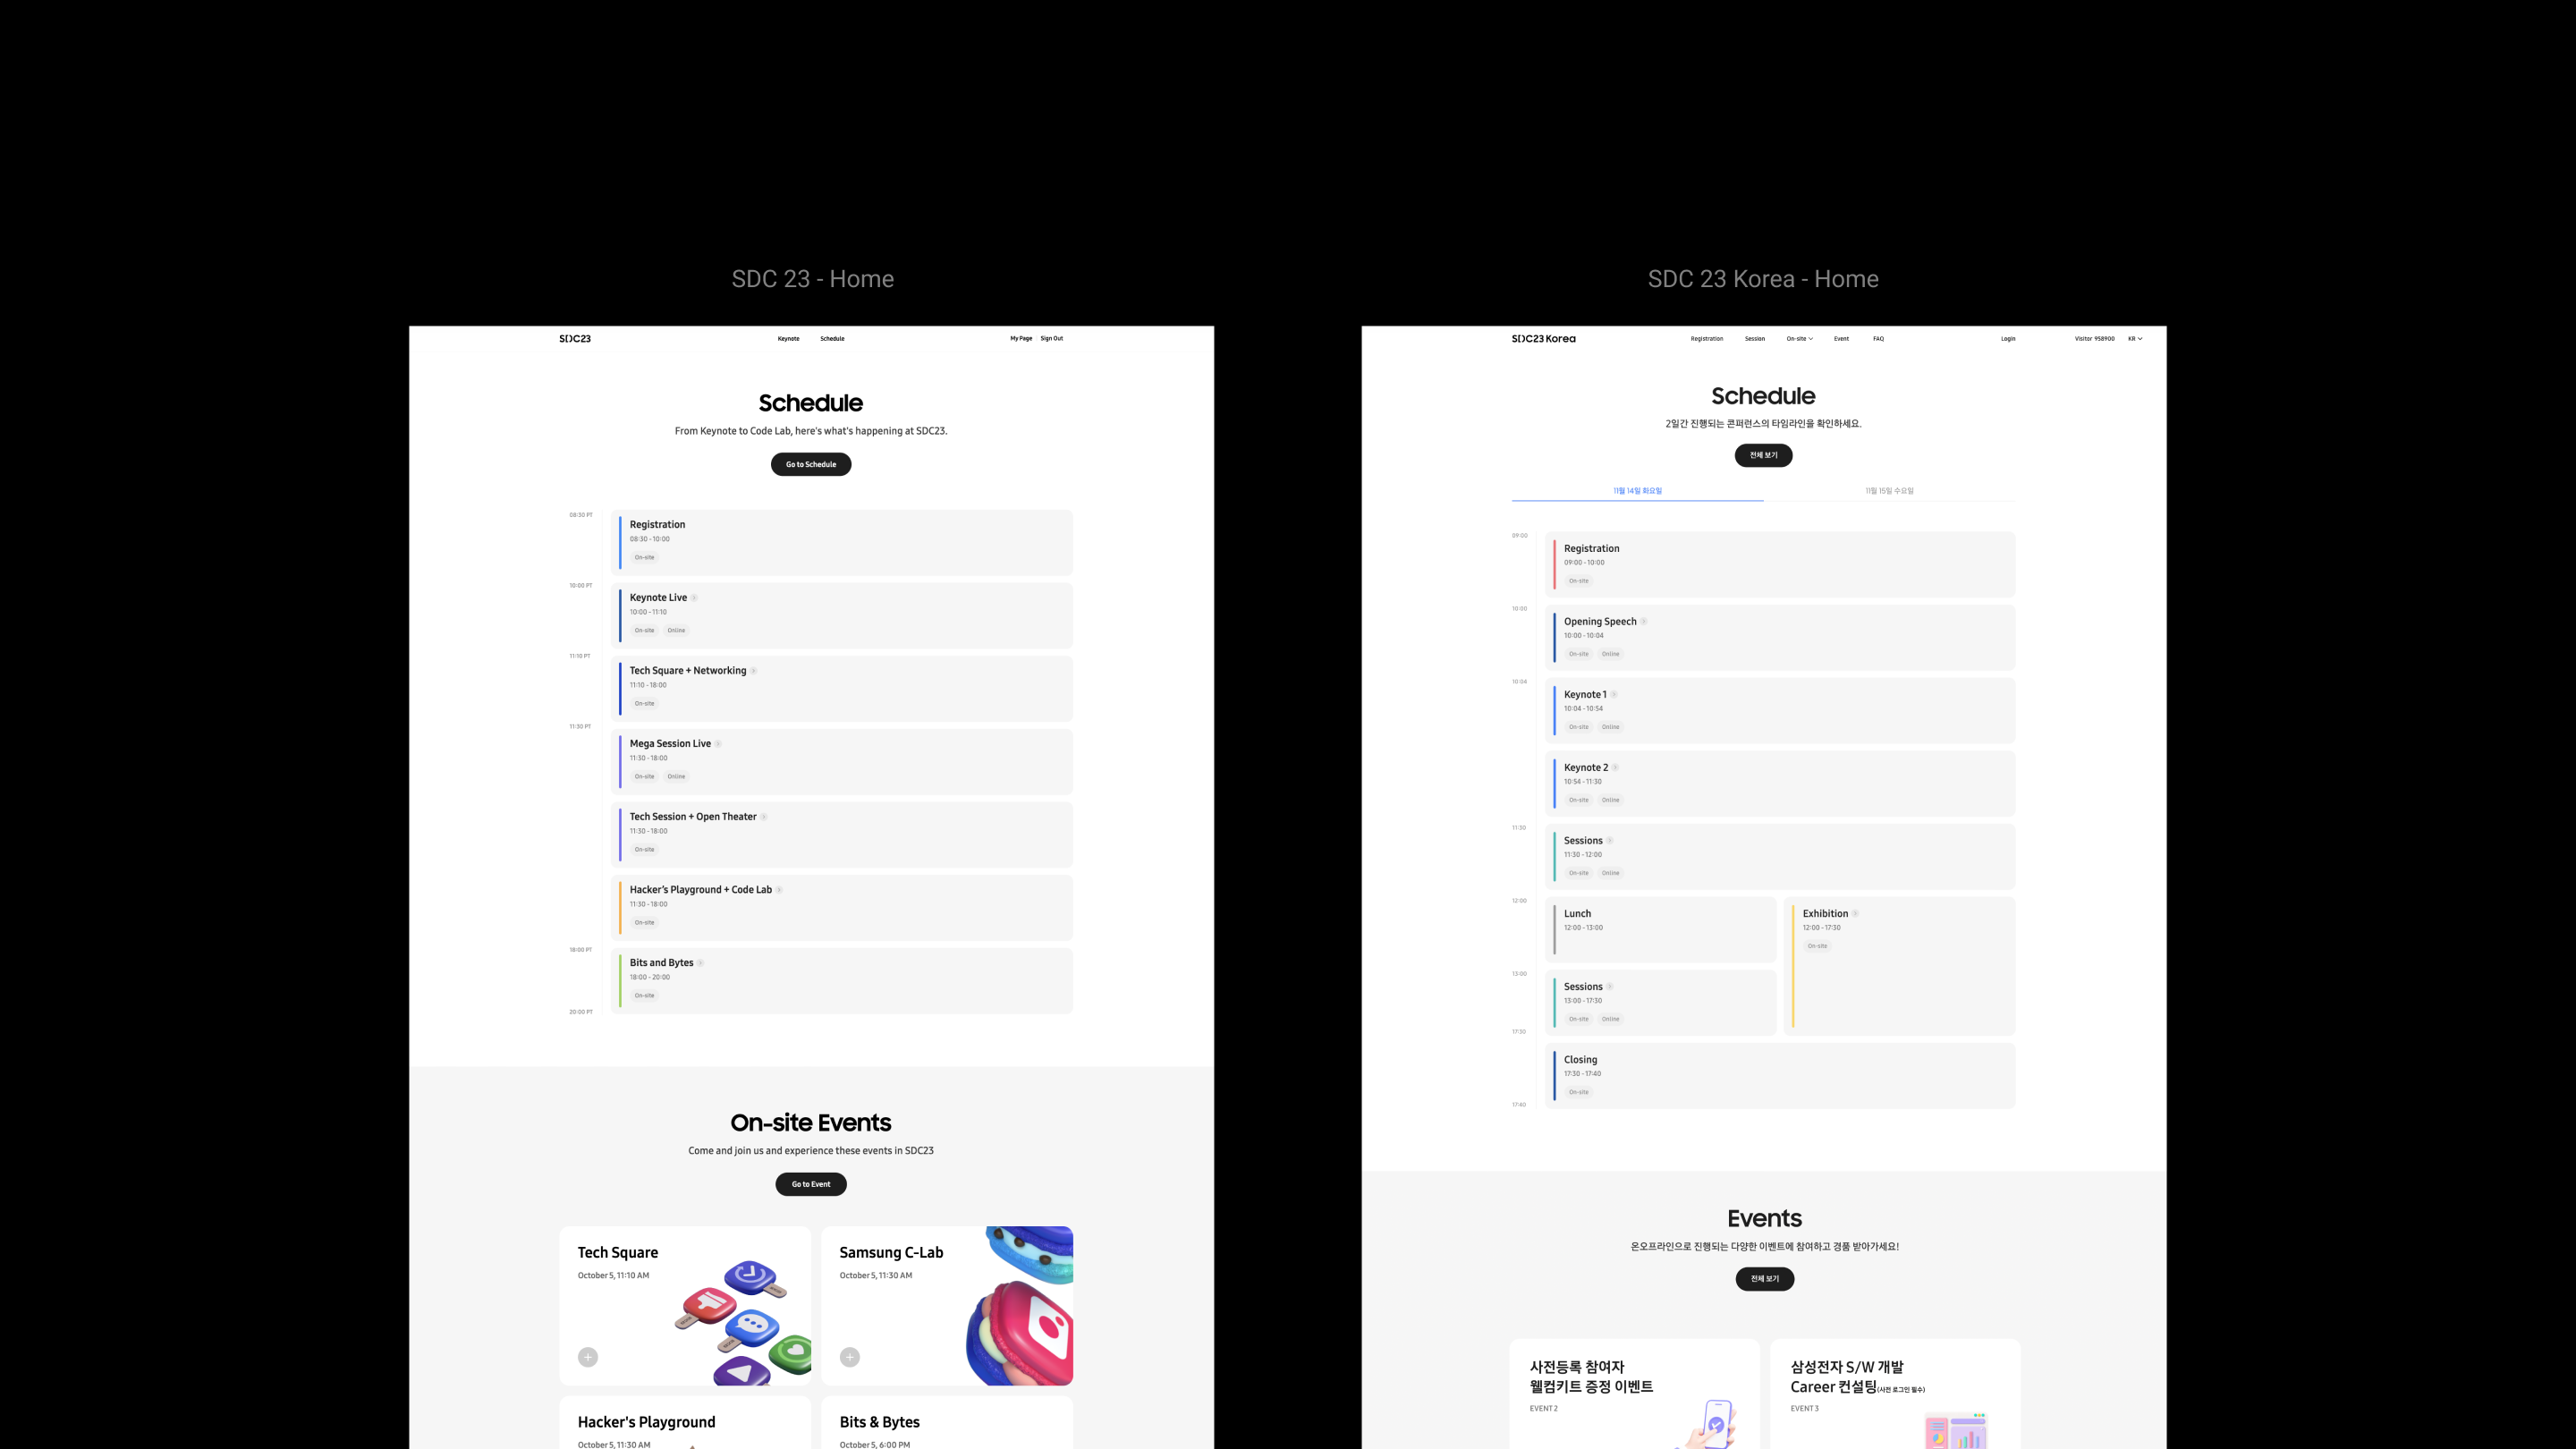 SDC 23 - Home
SDC23
Keynote
Schedule
My Page
Sign Out
Schedule
From Keynote to Code Lab, here's what's happening at SDC23.
Go to Schedule
08:30 PT
Registration
08:30 - 10:00
On-site
10:00 PT
Keynote Live
10:00 - 11:10
On-site
Online
11:10 PT
Tech Square + Networking
11:10 - 18:00
On-site
11:30 PT
Mega Session Live
11:30 - 18:00
On-site
Online
Tech Session + Open Theater
11:30 - 18:00
On-site
Hacker’s Playground + Code Lab
11:30 - 18:00
On-site
18:00 PT
Bits and Bytes
18:00 - 20:00
On-site
20:00 PT
On-site Events
Come and join us and experience these events in SDC23
Go to Event
Tech Square
October 5, 11:10 AM
Samsung C-Lab
October 5, 11:30 AM
Hacker's Playground
October 5, 11:30 AM
Bits & Bytes
October 5, 6:00 PM
SDC 23 Korea - Home
SDC23 Korea
Registration
Session
On-site
Event
FAQ
Login
Visitor 958900
KR
Schedule
2일간 진행되는 콘퍼런스의 타임라인을 확인하세요.
전체 보기
11월 14일 화요일
11월 15일 수요일
09:00
Registration
09:00 - 10:00
On-site
10:00
Opening Speech
10:00 - 10:04
On-site
Online
10:04
Keynote 1
10:04 - 10:54
On-site
Online
Keynote 2
10:54 - 11:30
On-site
Online
11:30
Sessions
11:30 - 12:00
On-site
Online
12:00
Lunch
12:00 - 13:00
Exhibition
12:00 - 17:30
On-site
13:00
Sessions
13:00 - 17:30
On-site
Online
17:30
Closing
17:30 - 17:40
On-site
17:40
Events
온오프라인으로 진행되는 다양한 이벤트에 참여하고 경품 받아가세요!
전체 보기
사전등록 참여자
웰컴키트 증정 이벤트
EVENT 2
삼성전자 S/W 개발
Career 컨설팅(사전 로그인 필수)
EVENT 3